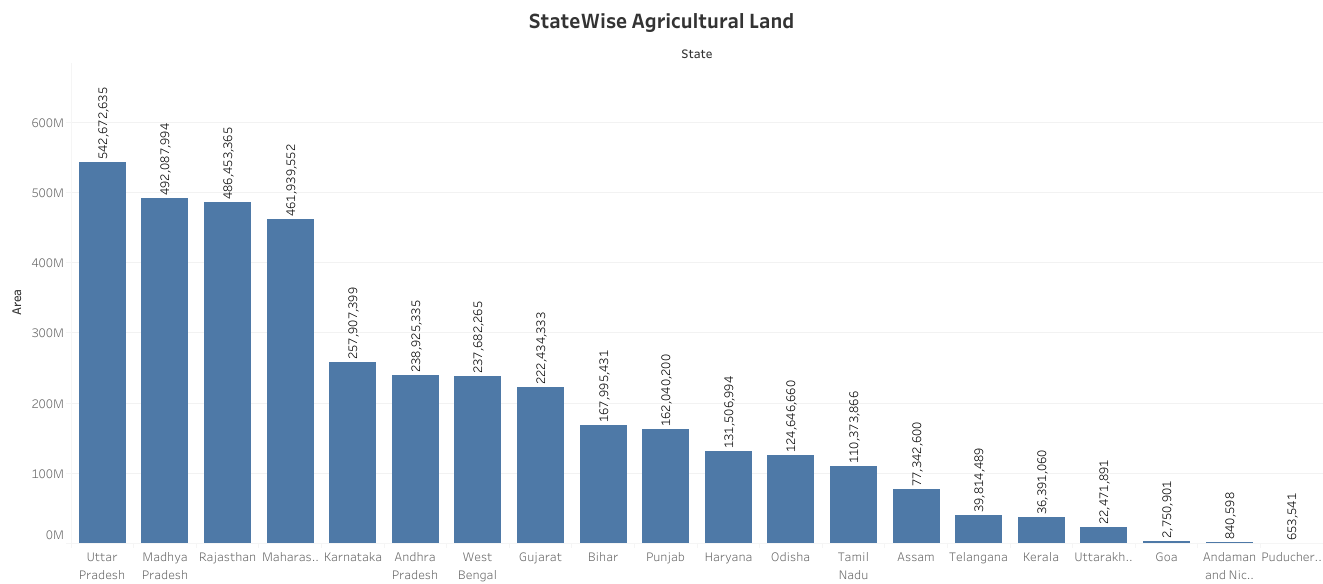 StateWise Agricultural Land
State
Area
600M
500M
400M
300M
200M
100M
0M
542,672,635
492,087,994
486,453,365
461,939,552
257,907,399
238,925,335
237,682,265
222,434,333
167,995,431
162,040,200
131,506,994
124,646,660
110,373,866
77,342,600
39,814,489
36,391,060
22,471,891
2,750,901
840,598
653,541
Uttar
Pradesh
Madhya
Pradesh
Rajasthan
Maharas..
Karnataka
Andhra
Pradesh
West
Bengal
Gujarat
Bihar
Punjab
Haryana
Odisha
Tamil
Nadu
Assam
Telangana
Kerala
Uttarakh..
Goa
Andaman
and Nic..
Puducher..